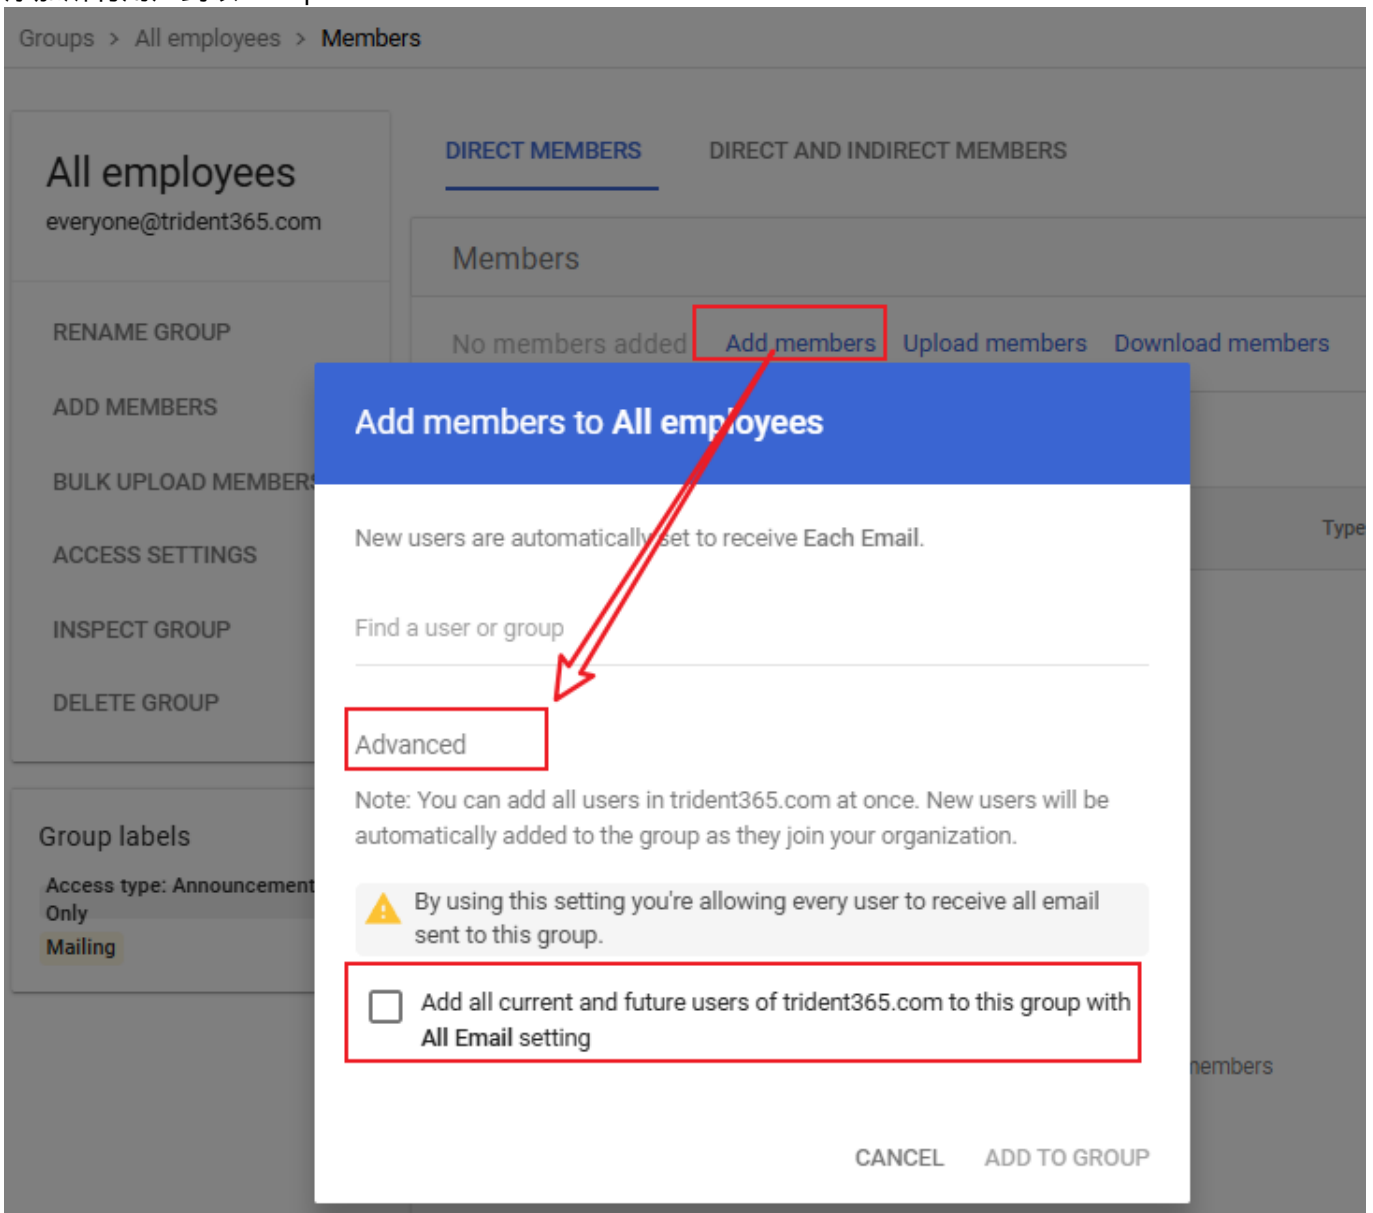 Groups > All employees > Members
All employees
everyone@trident365.com
RENAME GROUP
ADD MEMBERS
BULK UPLOAD MEMBERS
ACCESS SETTINGS
INSPECT GROUP
DELETE GROUP
Group labels
Access type: Announcement
Only
Mailing
DIRECT MEMBERS DIRECT AND INDIRECT MEMBERS
Members
No members added Add members Upload members Download members
Type
Add members to All employees
New users are automatically set to receive Each Email.
Find a user or group
Advanced
Note: You can add all users in trident365.com at once. New users will be
automatically added to the group as they join your organization.
By using this setting you're allowing every user to receive all email
sent to this group.
Add all current and future users of trident365.com to this group with
All Email setting
members
CANCEL ADD TO GROUP